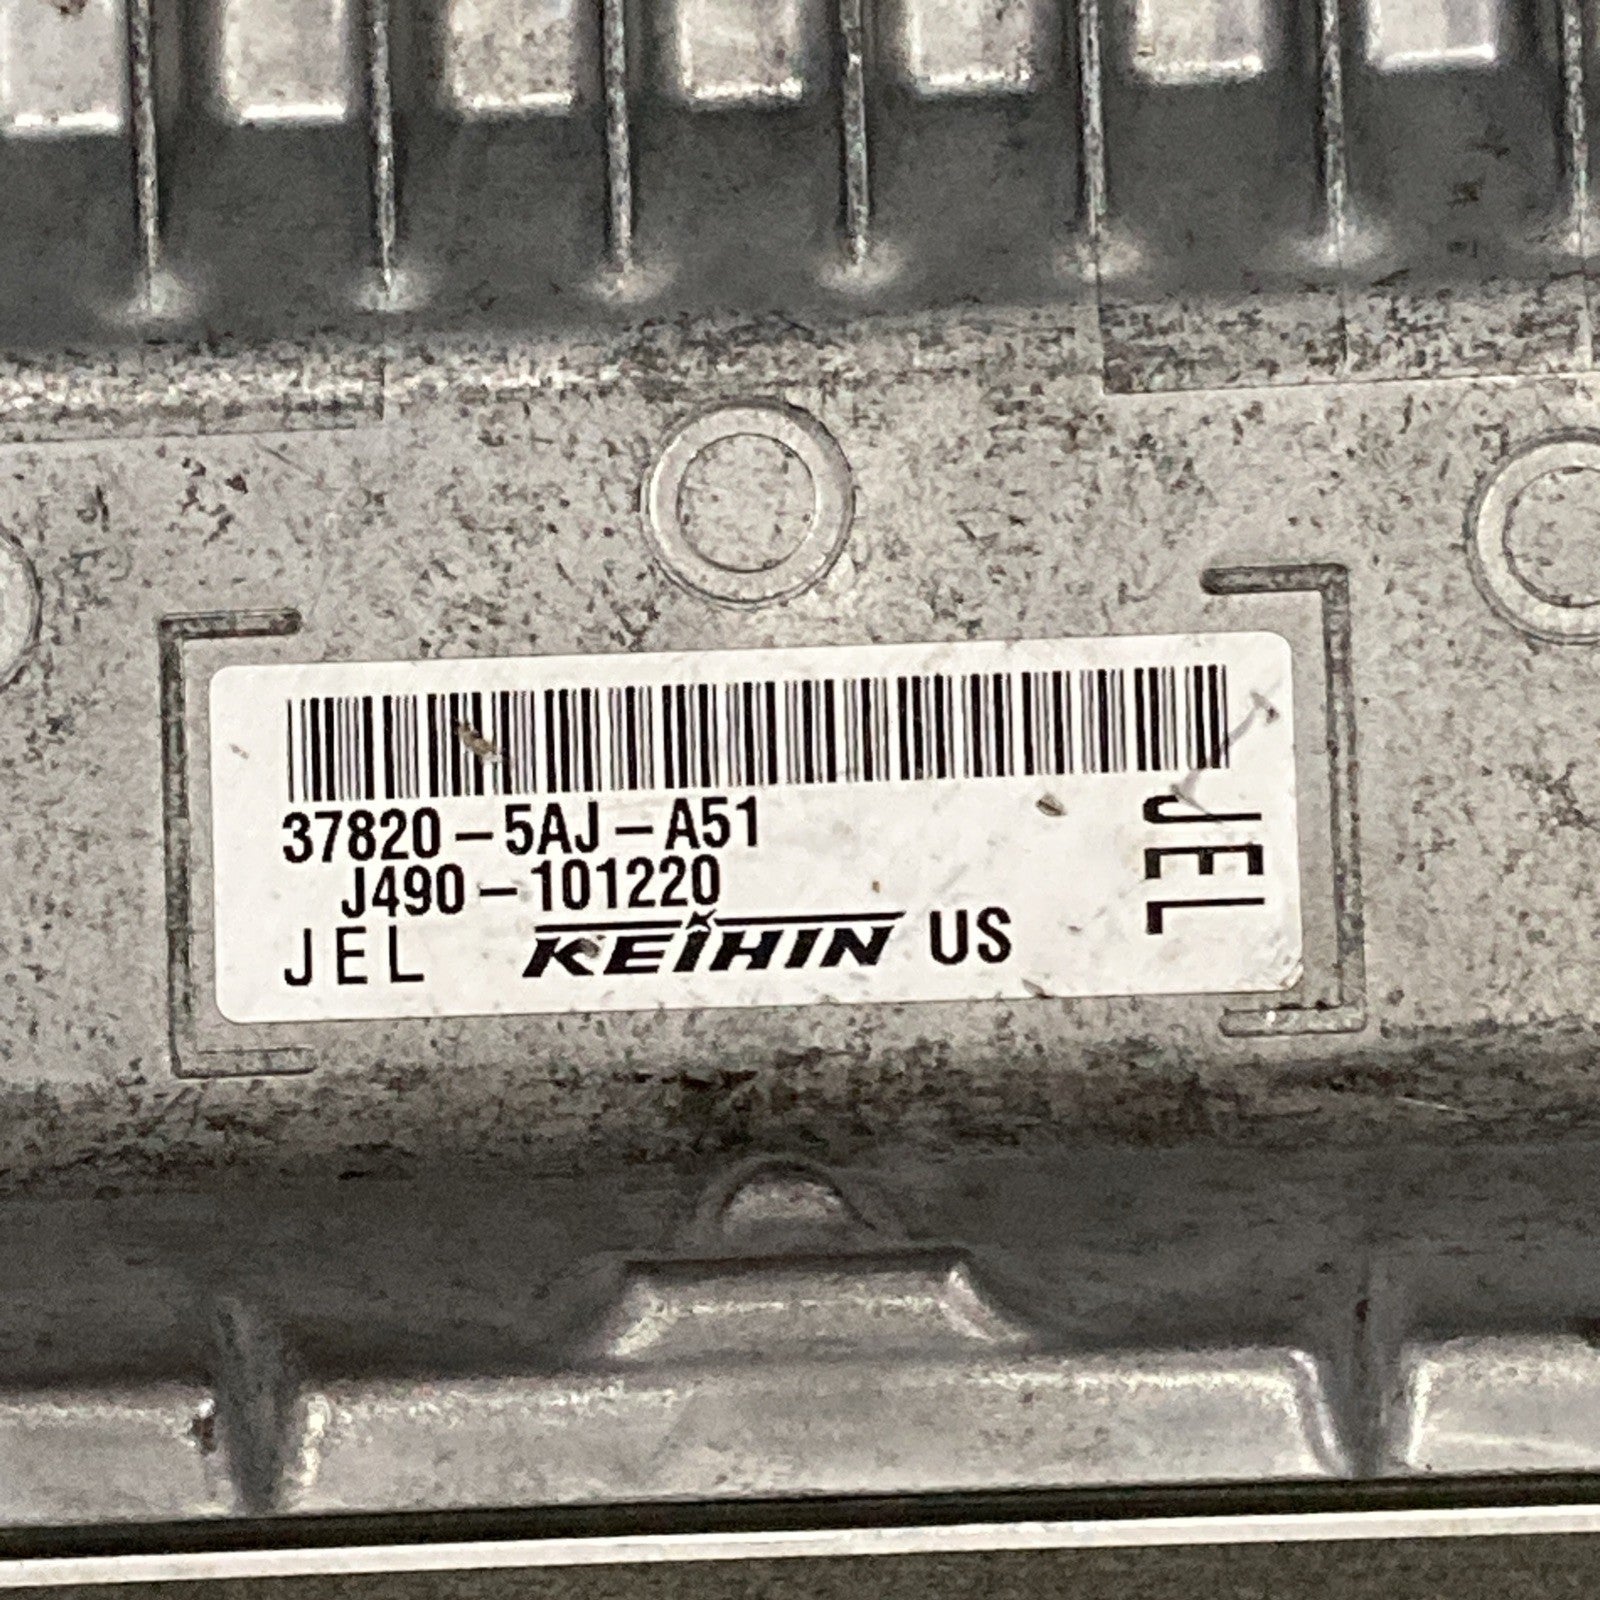 37820-5AJ-A51
J490-101220
JEL KEIHIN US
JEL